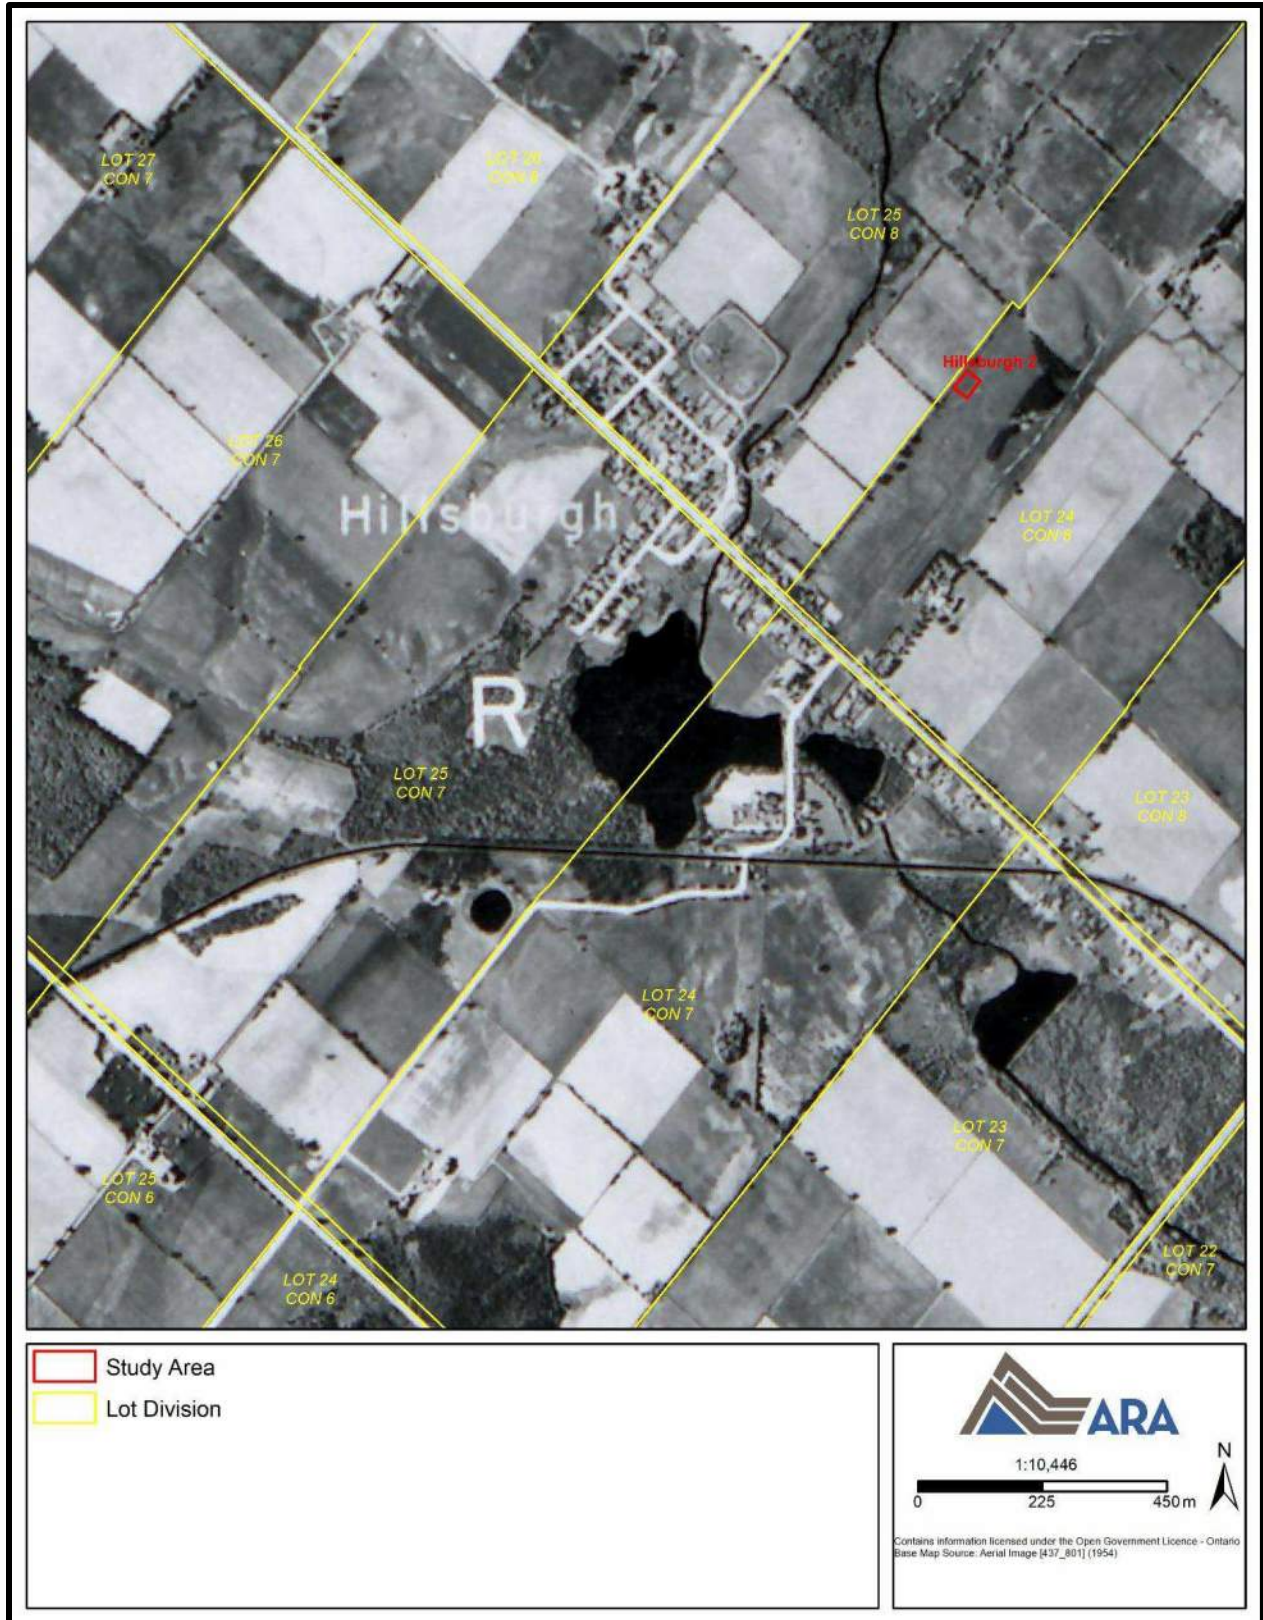 LOT 27
CON 7
LOT 26
CON 8
LOT 25
CON 8
Hillsburgh 2
LOT 26
CON 7
Hillsburgh
LOT 24
CON 8
R
LOT 25
CON 7
LOT 23
CON 8
LOT 24
CON 7
LOT 23
CON 7
LOT 25
CON 6
LOT 22
CON 7
LOT 24
CON 6
Study Area
Lot Division
ARA
1:10,446
N
0 225 450 m
Contains information licensed under the Open Government Licence - Ontario
Base Map Source: Aerial Image [437_801] (1954)